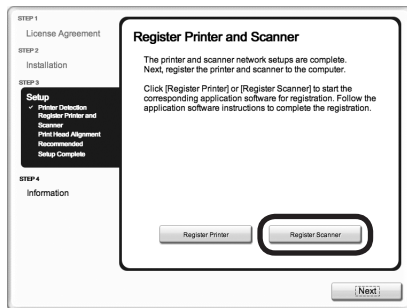 STEP 1
License Agreement
STEP 2
Installation
STEP 3
Setup
✓ Printer Detection
Register Printer and
Scanner
Print Head Alignment
Recommended
Setup Complete
STEP 4
Information
Register Printer and Scanner
The printer and scanner network setups are complete.
Next, register the printer and scanner to the computer.
Click [Register Printer] or [Register Scanner] to start the
corresponding application software for registration. Follow the
application software instructions to complete the registration.
Register Printer
Register Scanner
Next